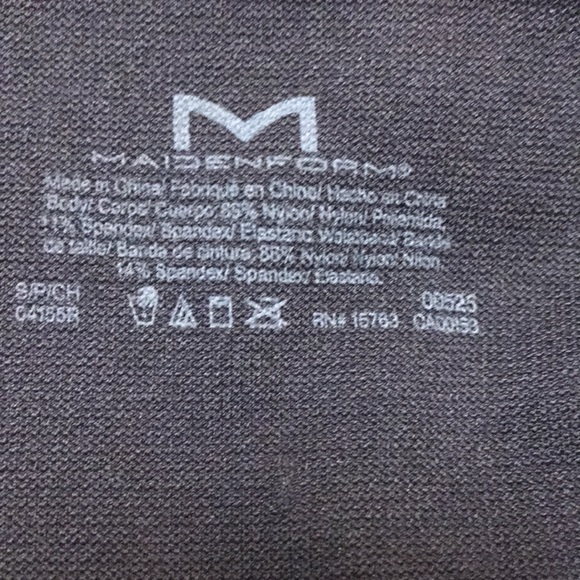 M
MAIDENFORM®
Made in China/ Fabriqué en China/ Hecho en China
Body/ Corps/ Cuerpo: 89% Nylon/ Nylon/ Poliamida,
11% Spandex/ Spandex/ Elastano. Waistband/ Bande
de taille/ Banda de cintura: 86% Nylon/ Nylon/ Nilon,
14% Spandex/ Spandex/ Elastano.
S/P/CH
04155R
RN# 15763
00525
CA00153